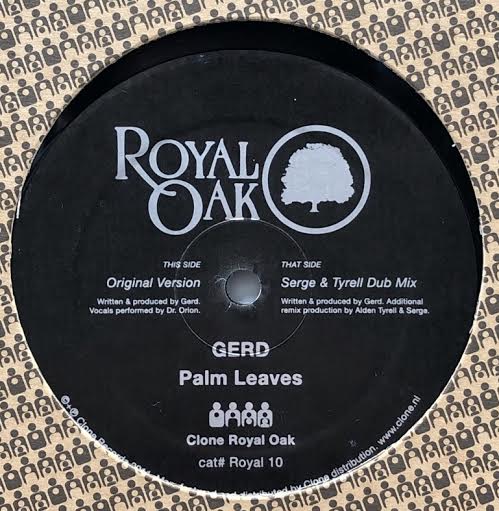 ROYAL
OAK
THIS SIDE
Original Version
Written & produced by Gerd.
Vocals performed by Dr. Orion.
THAT SIDE
Serge & Tyrell Dub Mix
Written & produced by Gerd. Additional
remix production by Alden Tyrell & Serge.
GERD
Palm Leaves
Clone Royal Oak
cat# Royal 10
℗ Clone Records
distributed by Clone distribution. www.clone.nl